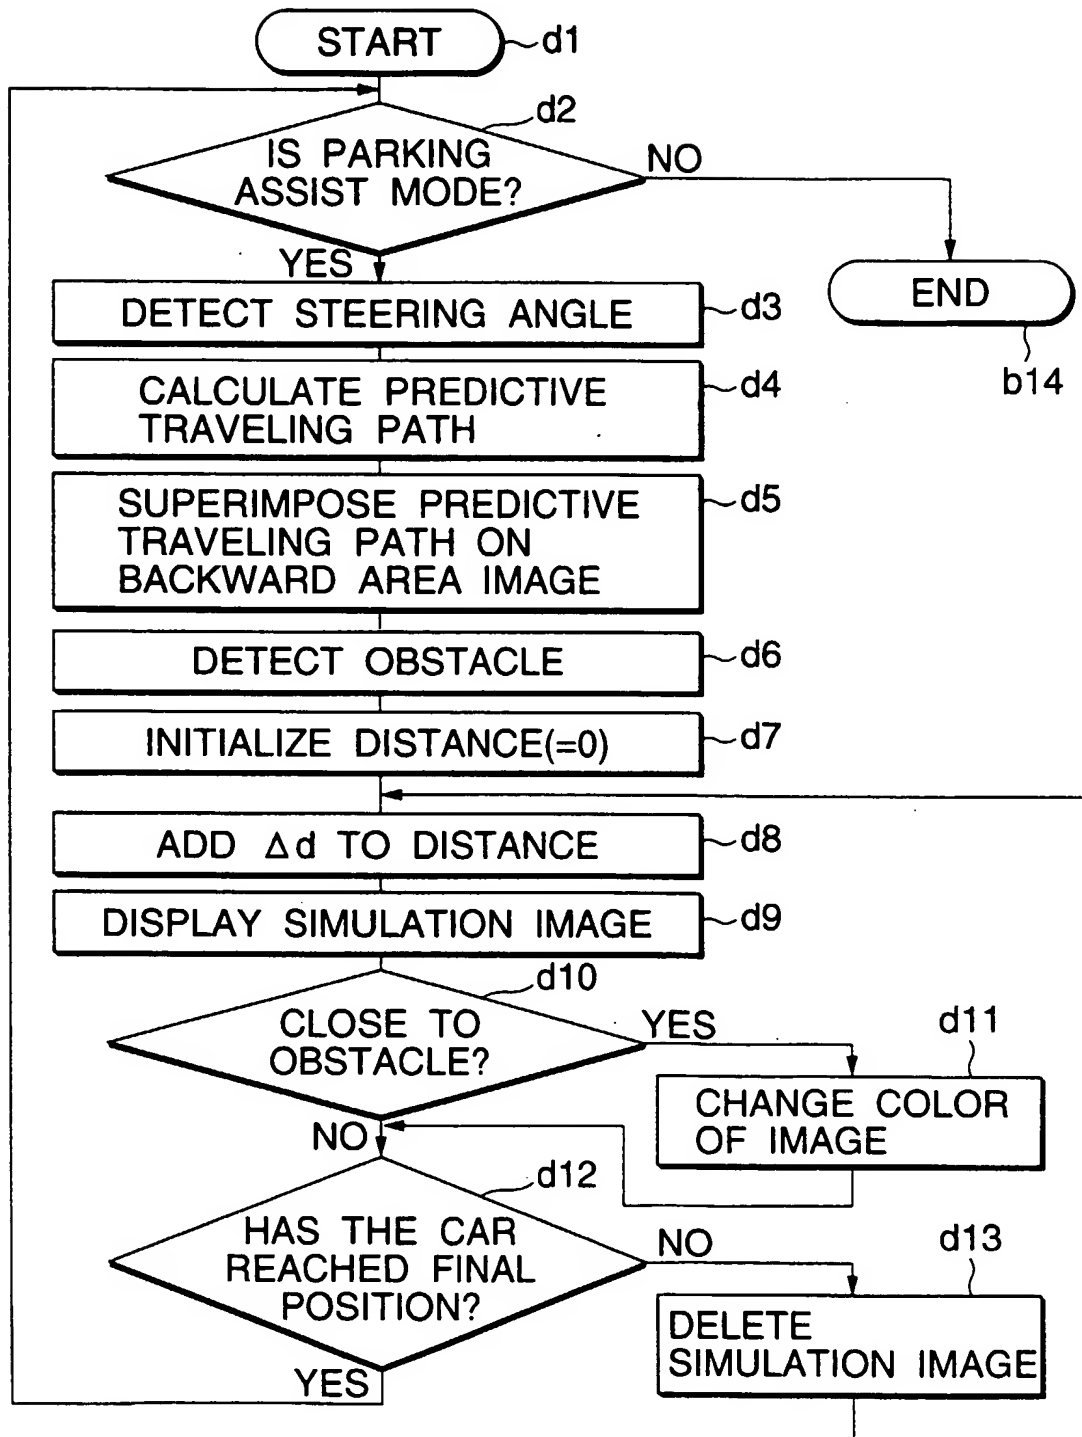 START
d1
d2
IS PARKING
ASSIST MODE?
NO
YES
DETECT STEERING ANGLE
d3
END
b14
CALCULATE PREDICTIVE
TRAVELING PATH
d4
SUPERIMPOSE PREDICTIVE
TRAVELING PATH ON
BACKWARD AREA IMAGE
d5
DETECT OBSTACLE
d6
INITIALIZE DISTANCE(=0)
d7
ADD Δd TO DISTANCE
d8
DISPLAY SIMULATION IMAGE
d9
d10
CLOSE TO
OBSTACLE?
YES
d11
CHANGE COLOR
OF IMAGE
NO
d12
HAS THE CAR
REACHED FINAL
POSITION?
NO
d13
DELETE
SIMULATION IMAGE
YES